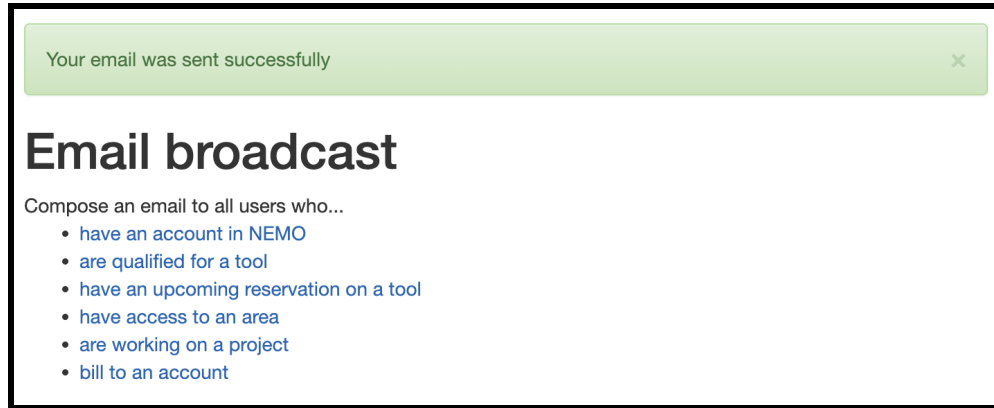 Your email was sent successfully ×
Email broadcast
Compose an email to all users who...
• have an account in NEMO
• are qualified for a tool
• have an upcoming reservation on a tool
• have access to an area
• are working on a project
• bill to an account